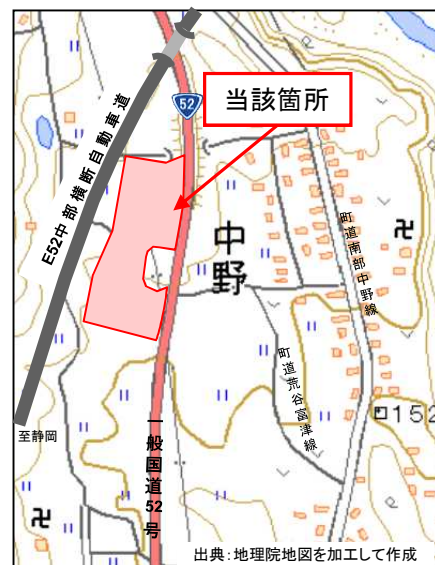 52
当該箇所
E52中部横断自動車道
中野
町道南部中野線
町道荒谷富津線
152
至静岡
一般国道52号
出典:地理院地図を加工して作成